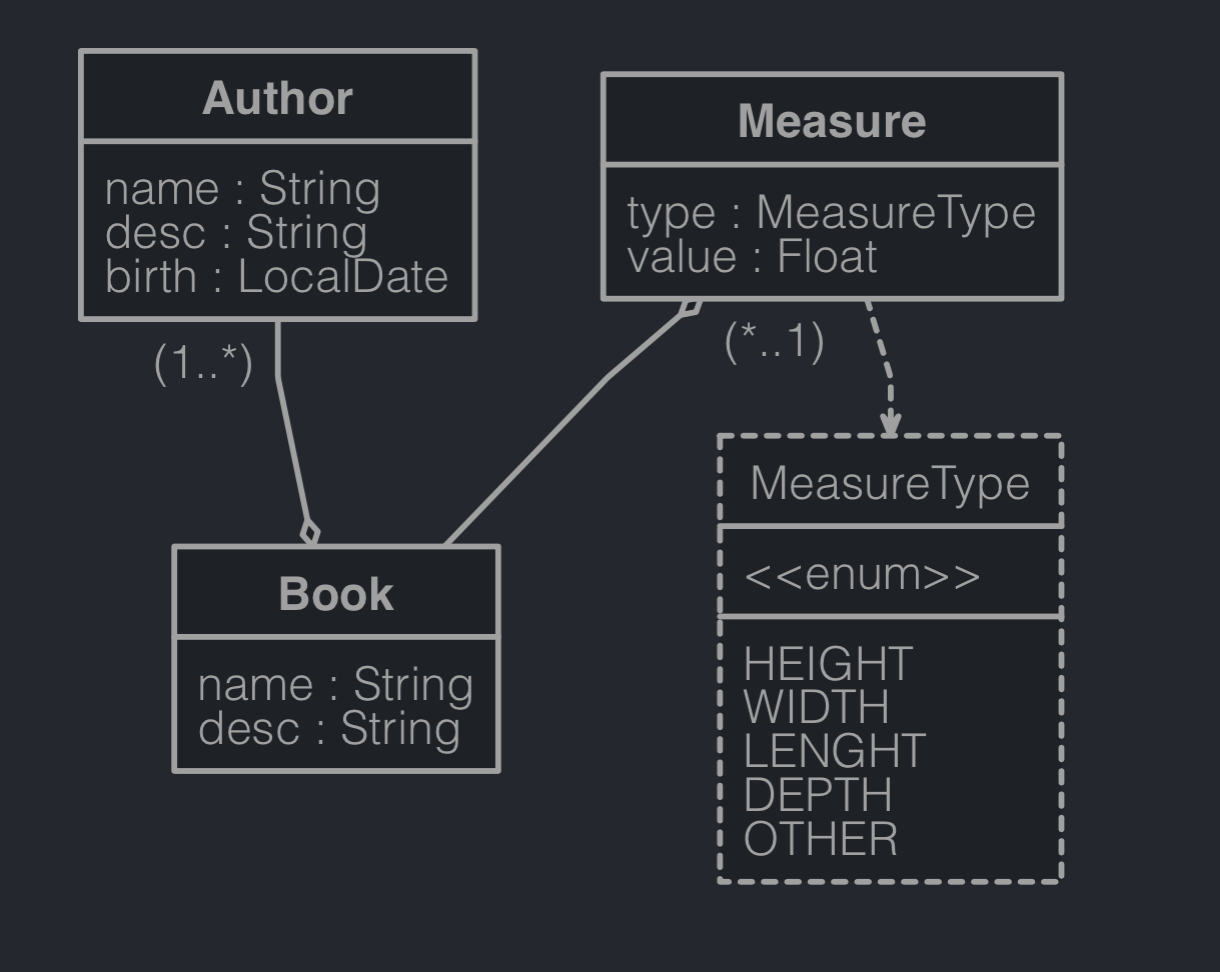 Author
name : String
desc : String
birth : LocalDate
(1..*)
Measure
type : MeasureType
value : Float
(*..1)
Book
name : String
desc : String
MeasureType
<<enum>>
HEIGHT
WIDTH
LENGHT
DEPTH
OTHER